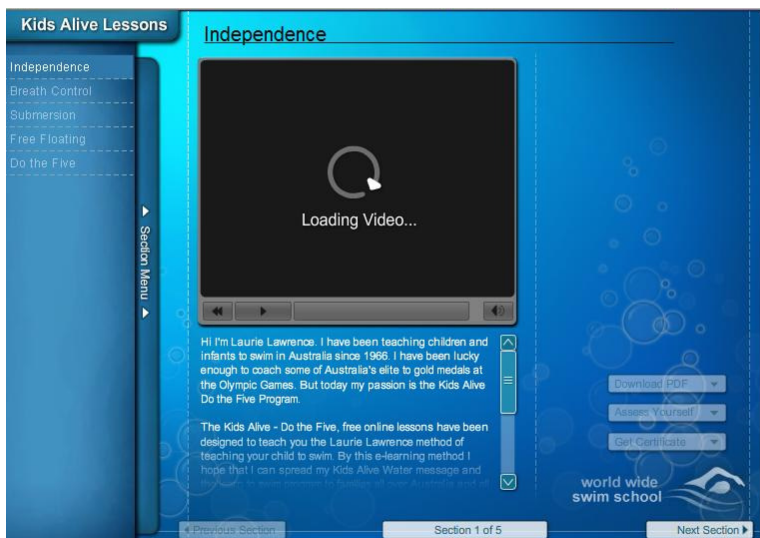 Kids Alive Lessons
Independence
Breath Control
Submersion
Free Floating
Do the Five
Section Menu
Independence
Loading Video...
Hi I'm Laurie Lawrence. I have been teaching children and
infants to swim in Australia since 1966. I have been lucky
enough to coach some of Australia's elite to gold medals at
the Olympic Games. But today my passion is the Kids Alive
Do the Five Program.
The Kids Alive - Do the Five, free online lessons have been
designed to teach you the Laurie Lawrence method of
teaching your child to swim. By this e-learning method I
hope that I can spread my Kids Alive Water message and
Download PDF
Assess Yourself
Get Certificate
world wide
swim school
Previous Section
Section 1 of 5
Next Section